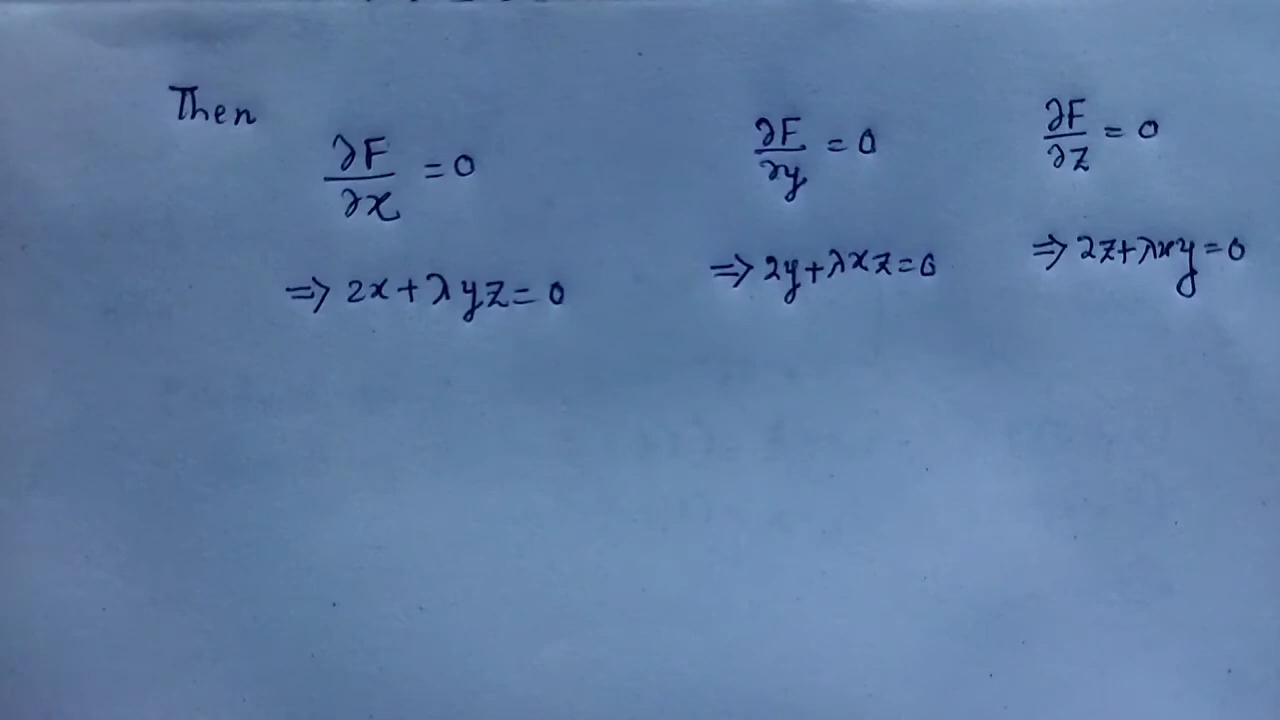 Then
∂F/∂x = 0    ∂F/∂y = 0    ∂F/∂z = 0
⇒ 2x + λyz = 0    ⇒ 2y + λxz = 0    ⇒ 2z + λxy = 0